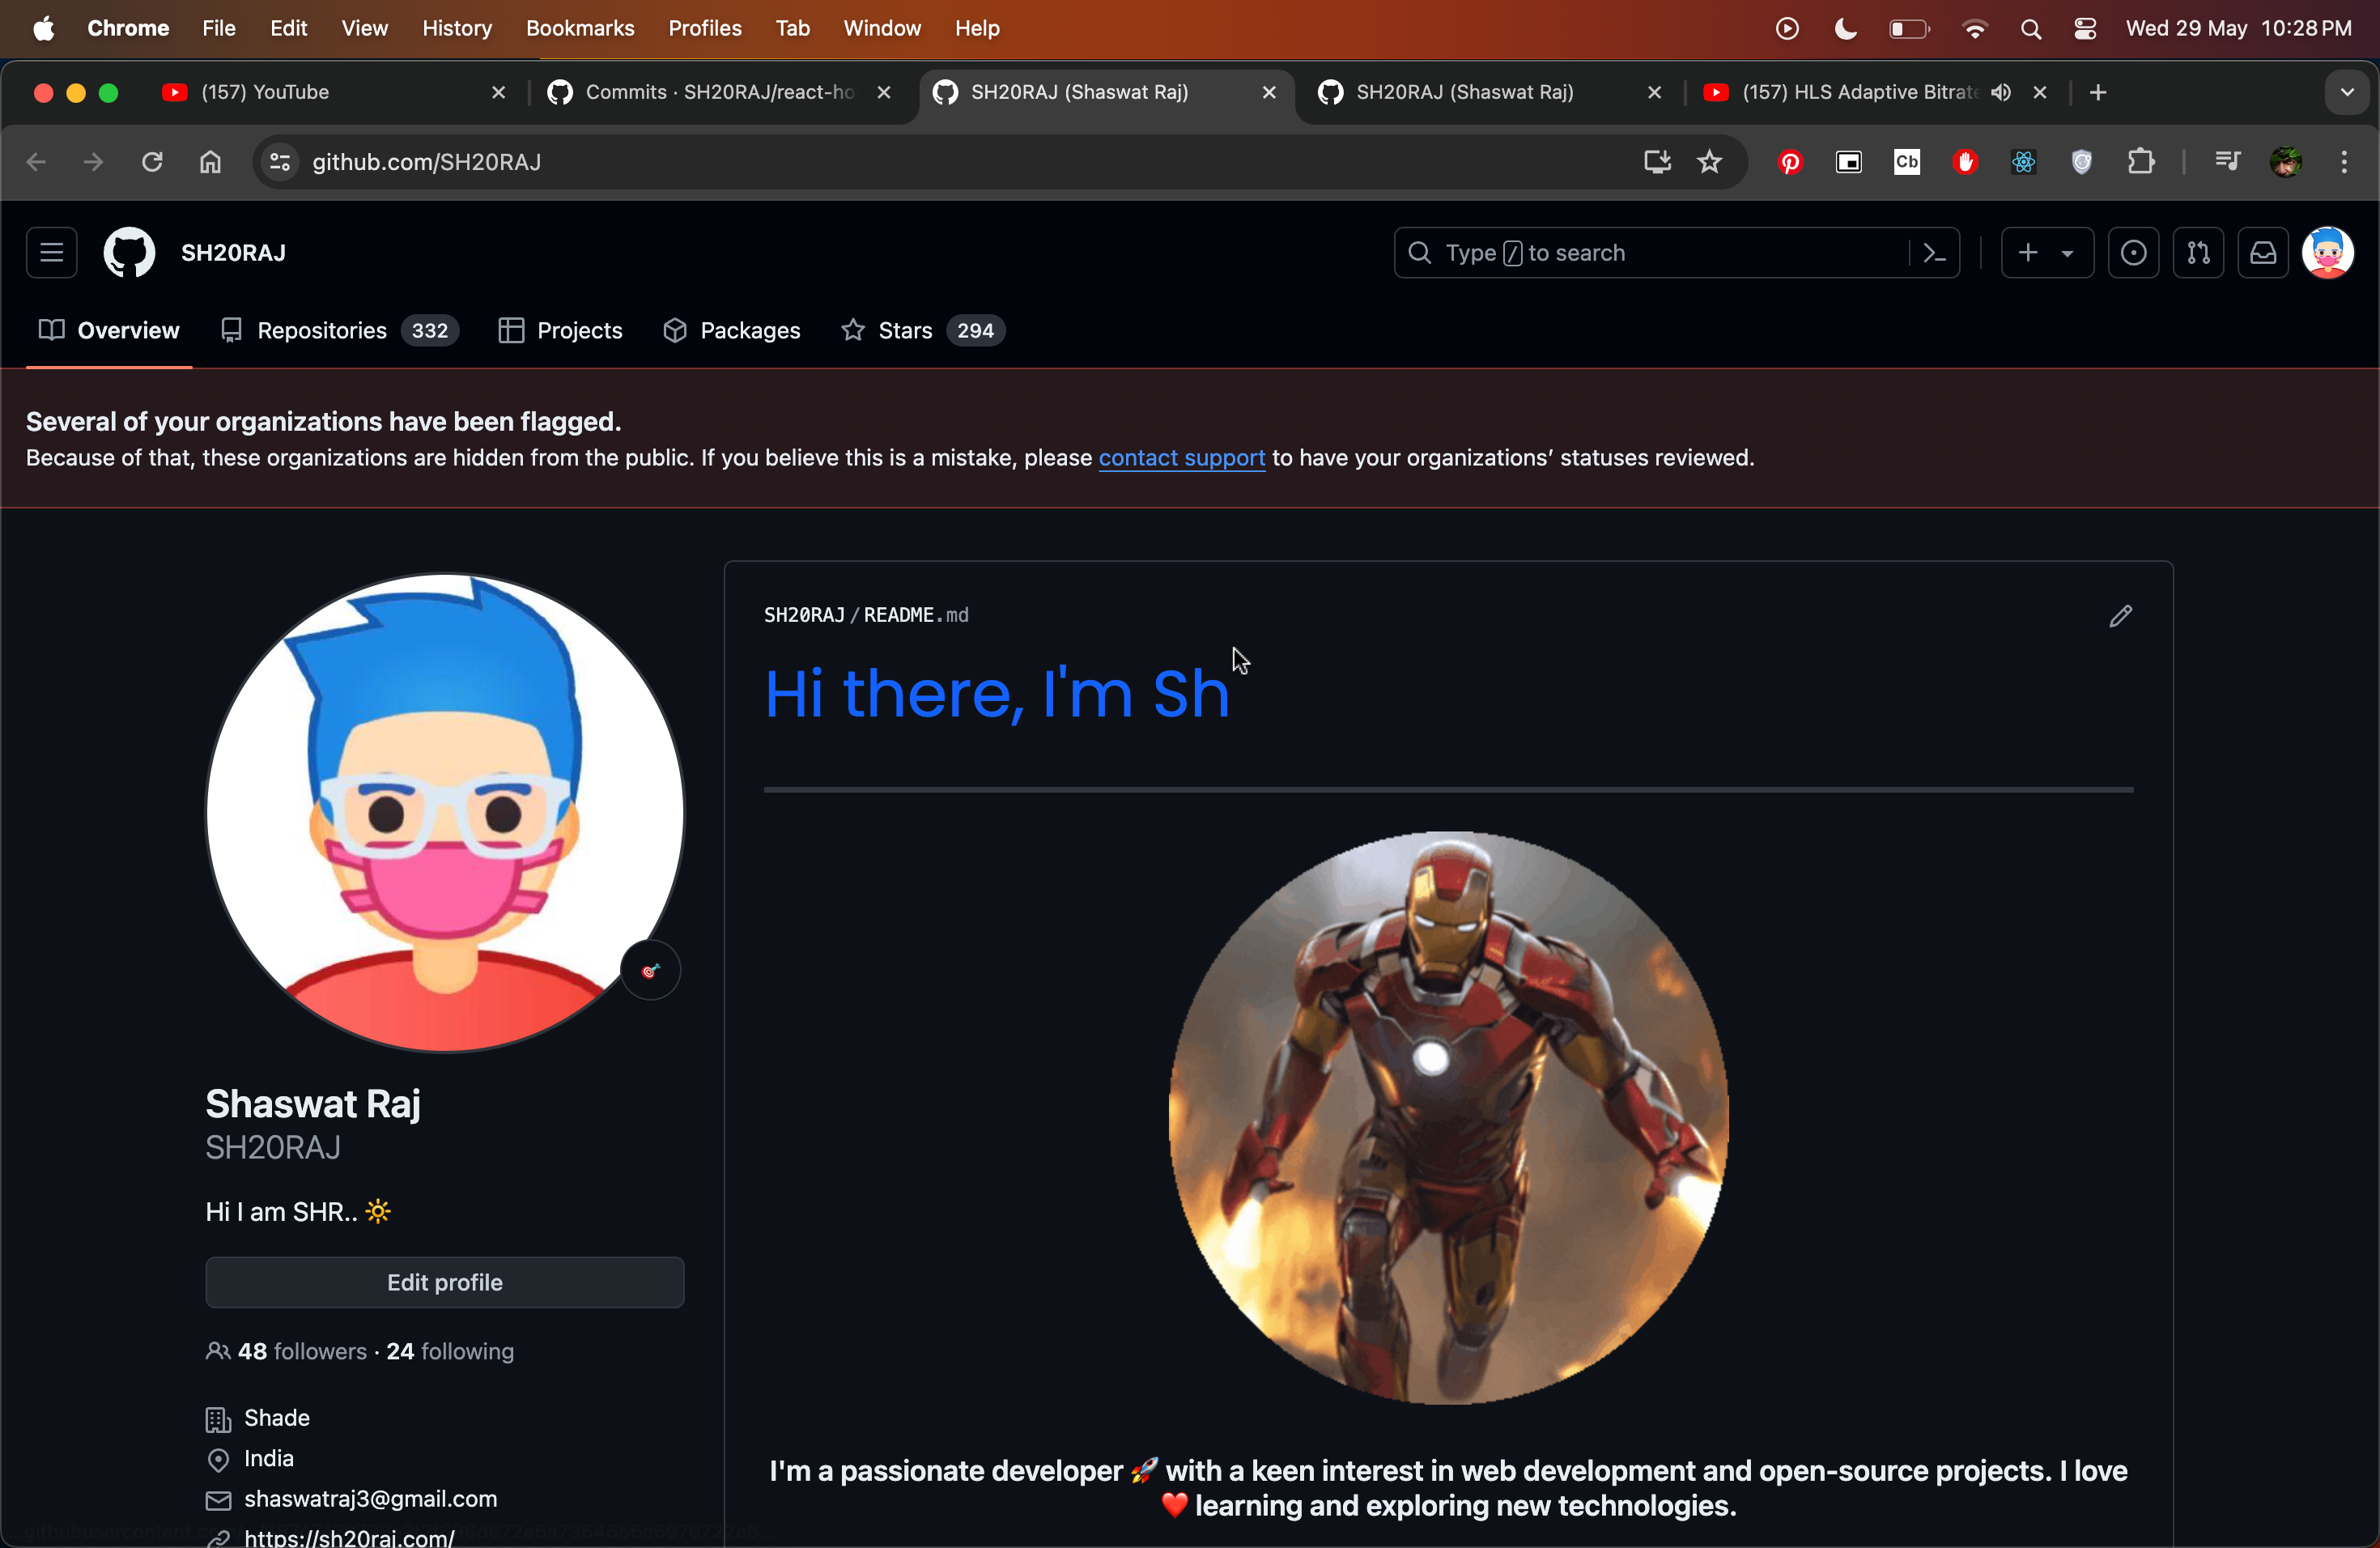 Chrome File Edit View History Bookmarks Profiles Tab Window Help Wed 29 May 10:28 PM
(157) YouTube Commits · SH20RAJ/react-ho SH20RAJ (Shaswat Raj) SH20RAJ (Shaswat Raj) (157) HLS Adaptive Bitrate
github.com/SH20RAJ Cb
SH20RAJ Type / to search
Overview Repositories 332 Projects Packages Stars 294
Several of your organizations have been flagged.
Because of that, these organizations are hidden from the public. If you believe this is a mistake, please contact support to have your organizations’ statuses reviewed.
SH20RAJ / README.md
Hi there, I'm Sh
Shaswat Raj
SH20RAJ
Hi I am SHR.. ☀️
Edit profile
48 followers · 24 following
Shade
India
shaswatraj3@gmail.com
https://sh20raj.com/
I'm a passionate developer 🚀 with a keen interest in web development and open-source projects. I love
❤️ learning and exploring new technologies.